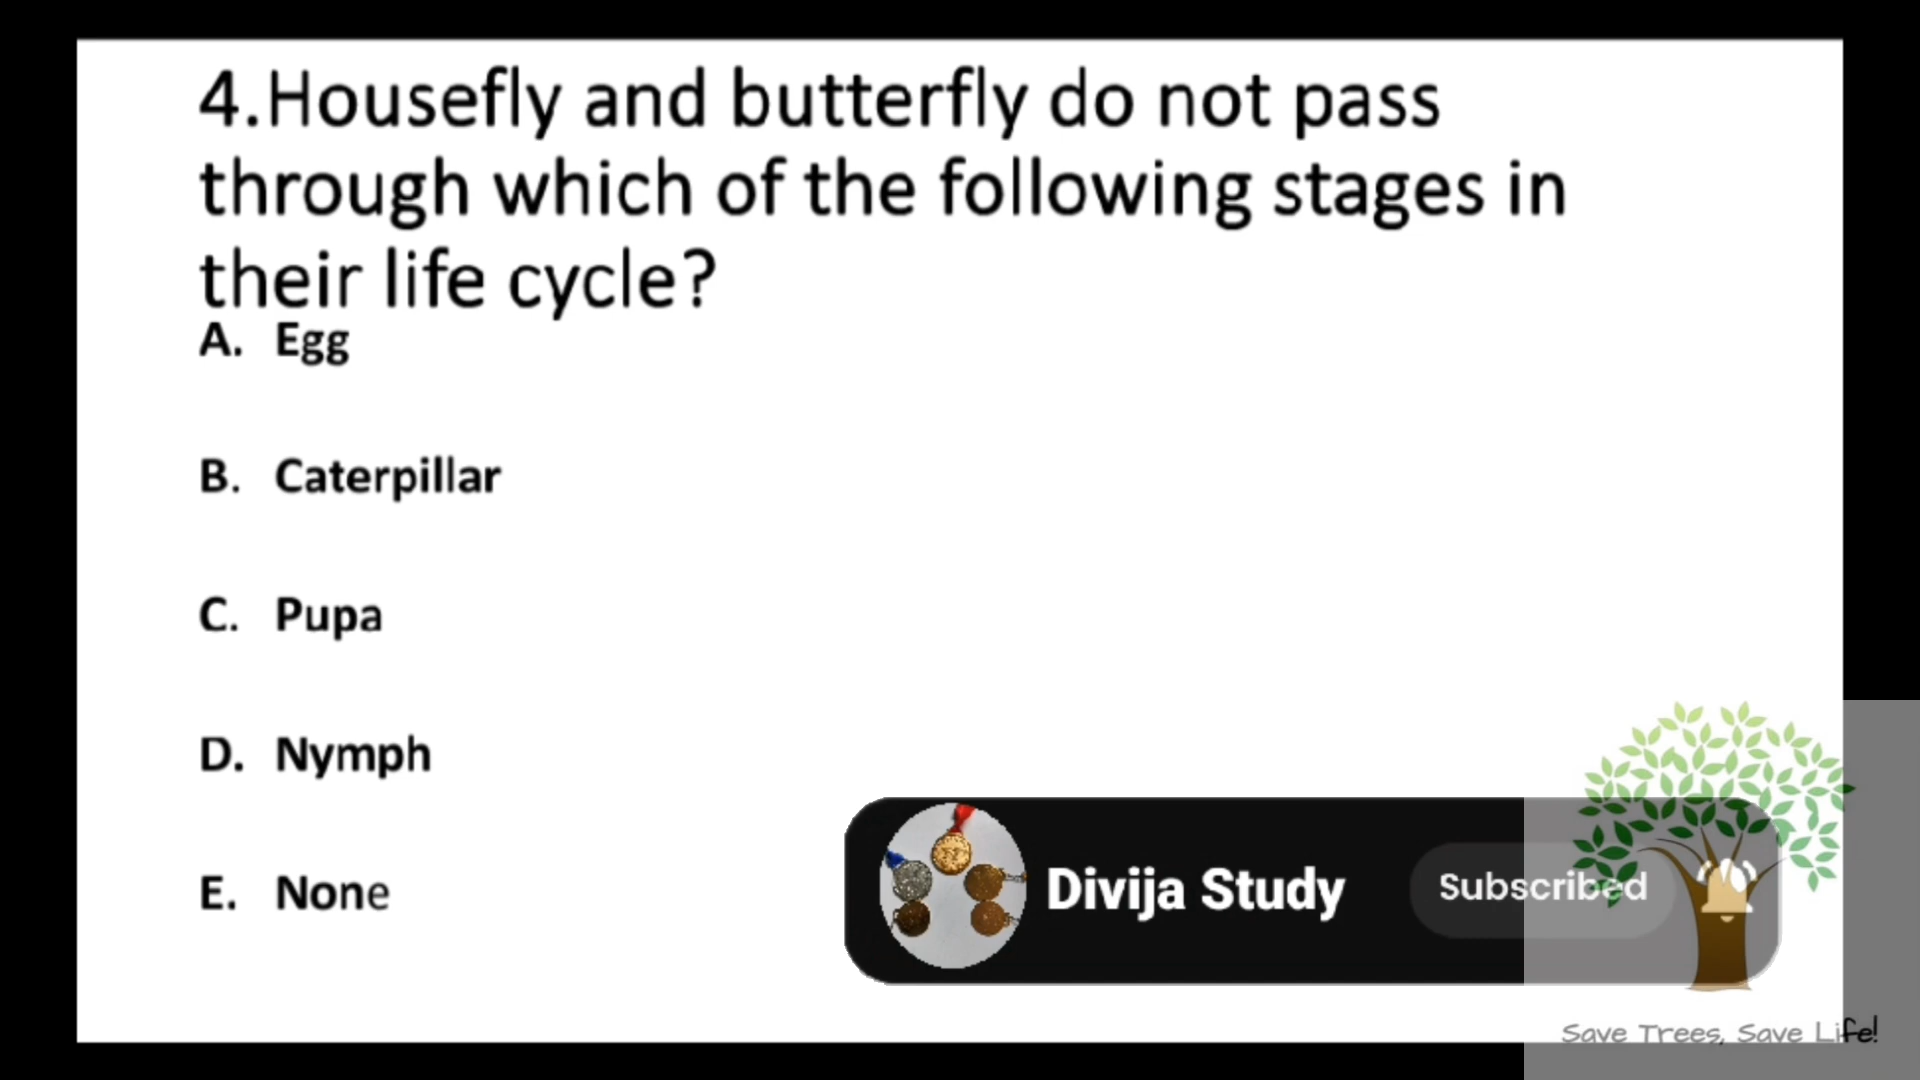 4.Housefly and butterfly do not pass
through which of the following stages in
their life cycle?
A. Egg
B. Caterpillar
C. Pupa
D. Nymph
E. None
Divija Study
Subscribed
Save Trees, Save Life!